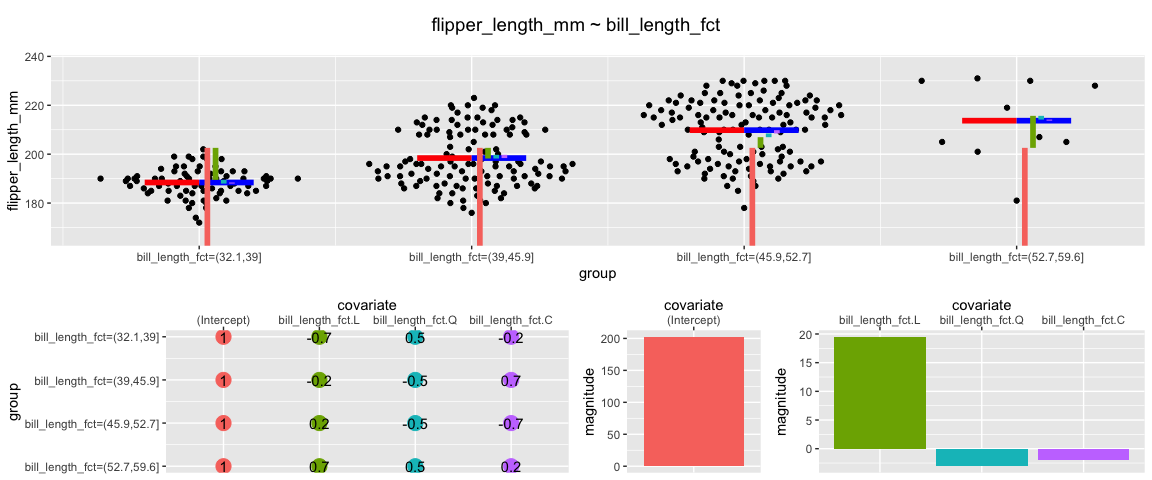 flipper_length_mm ~ bill_length_fct
flipper_length_mm
240
220
200
180
bill_length_fct=(32.1,39] bill_length_fct=(39,45.9] bill_length_fct=(45.9,52.7] bill_length_fct=(52.7,59.6]
group
covariate
(Intercept) bill_length_fct.L bill_length_fct.Q bill_length_fct.C
group
bill_length_fct=(32.1,39] 1 -0.7 0.5 -0.2
bill_length_fct=(39,45.9] 1 -0.2 -0.5 0.7
bill_length_fct=(45.9,52.7] 1 0.2 -0.5 -0.7
bill_length_fct=(52.7,59.6] 1 0.7 0.5 0.2
covariate
(Intercept)
magnitude
200
150
100
50
0
covariate
bill_length_fct.L bill_length_fct.Q bill_length_fct.C
magnitude
20
15
10
5
0